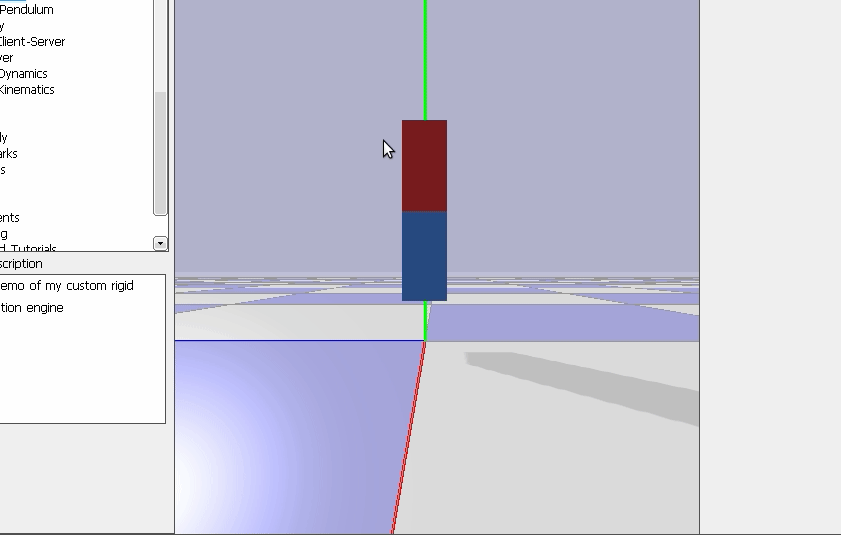 Pendulum
y
Client-Server
ver
Dynamics
Kinematics
ly
arks
s
ents
g
d Tutorials
scription
emo of my custom rigid
tion engine